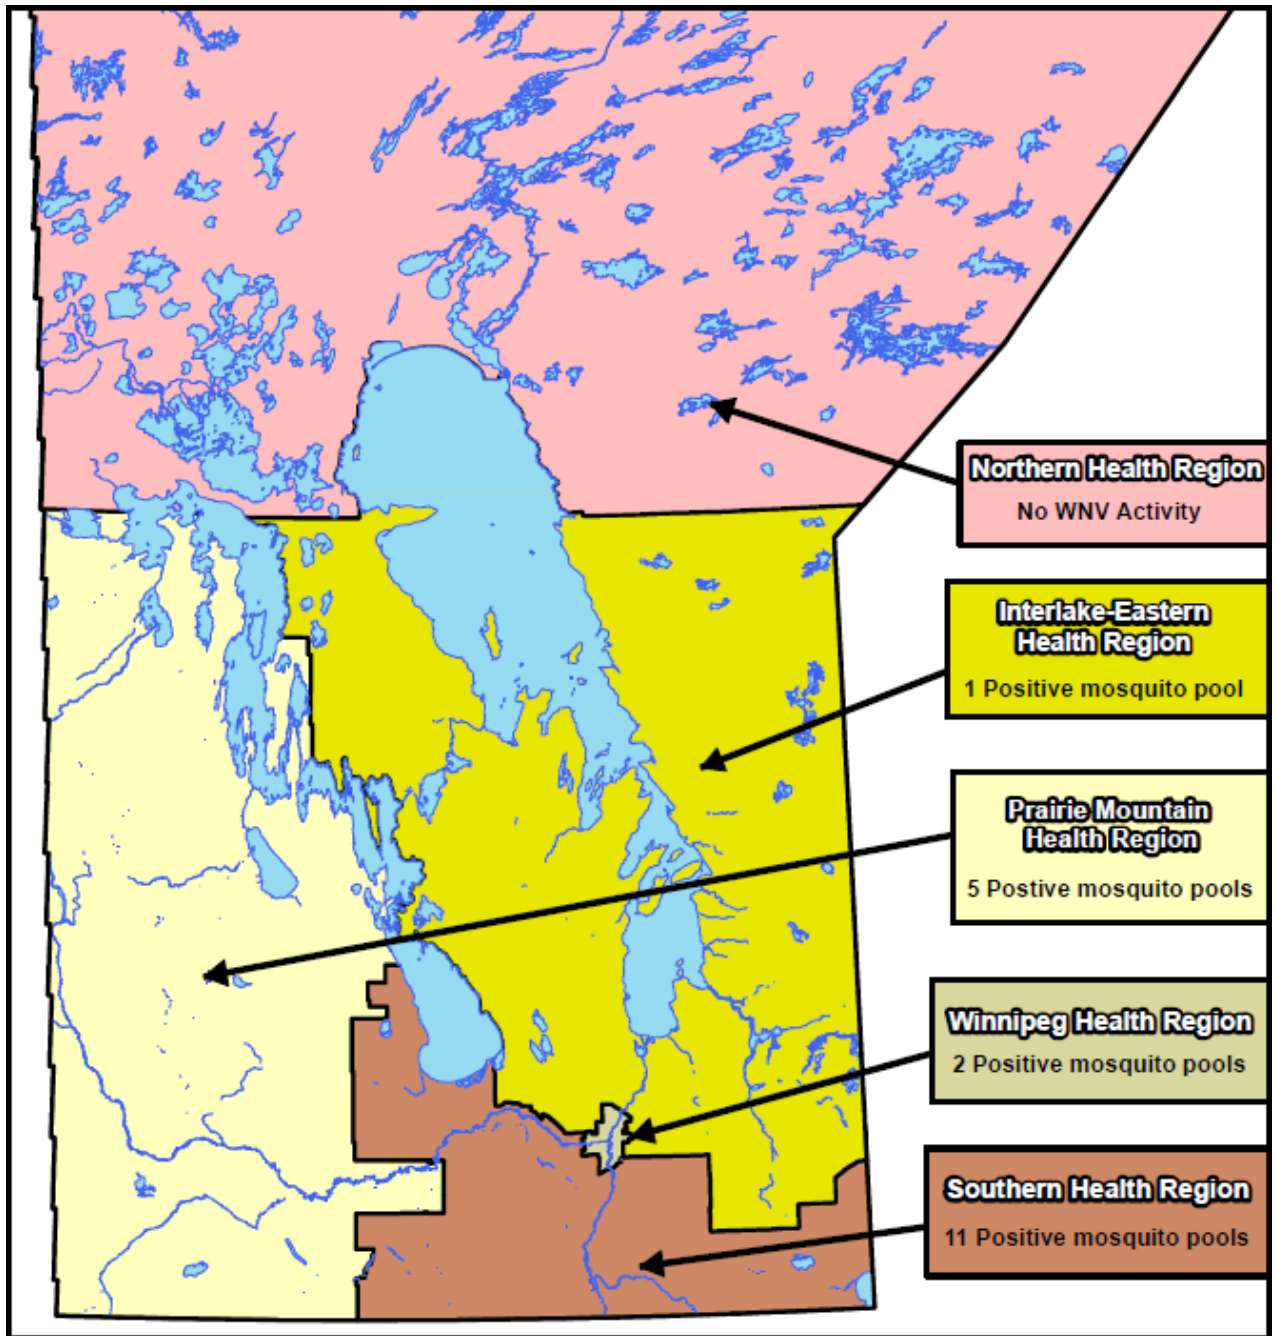 Northern Health Region
No WNV Activity
Interlake-Eastern
Health Region
1 Positive mosquito pool
Prairie Mountain
Health Region
5 Postive mosquito pools
Winnipeg Health Region
2 Positive mosquito pools
Southern Health Region
11 Positive mosquito pools